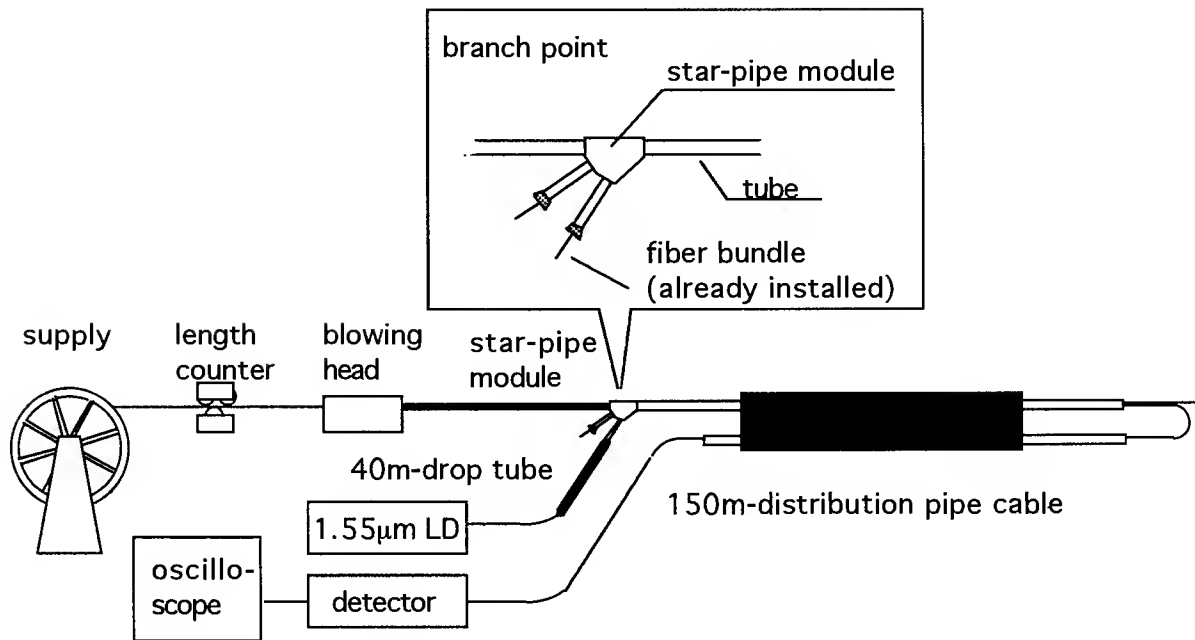 branch point
star-pipe module
tube
fiber bundle
(already installed)
supply
length
counter
blowing
head
star-pipe
module
40m-drop tube
150m-distribution pipe cable
1.55µm LD
oscillo-
scope
detector